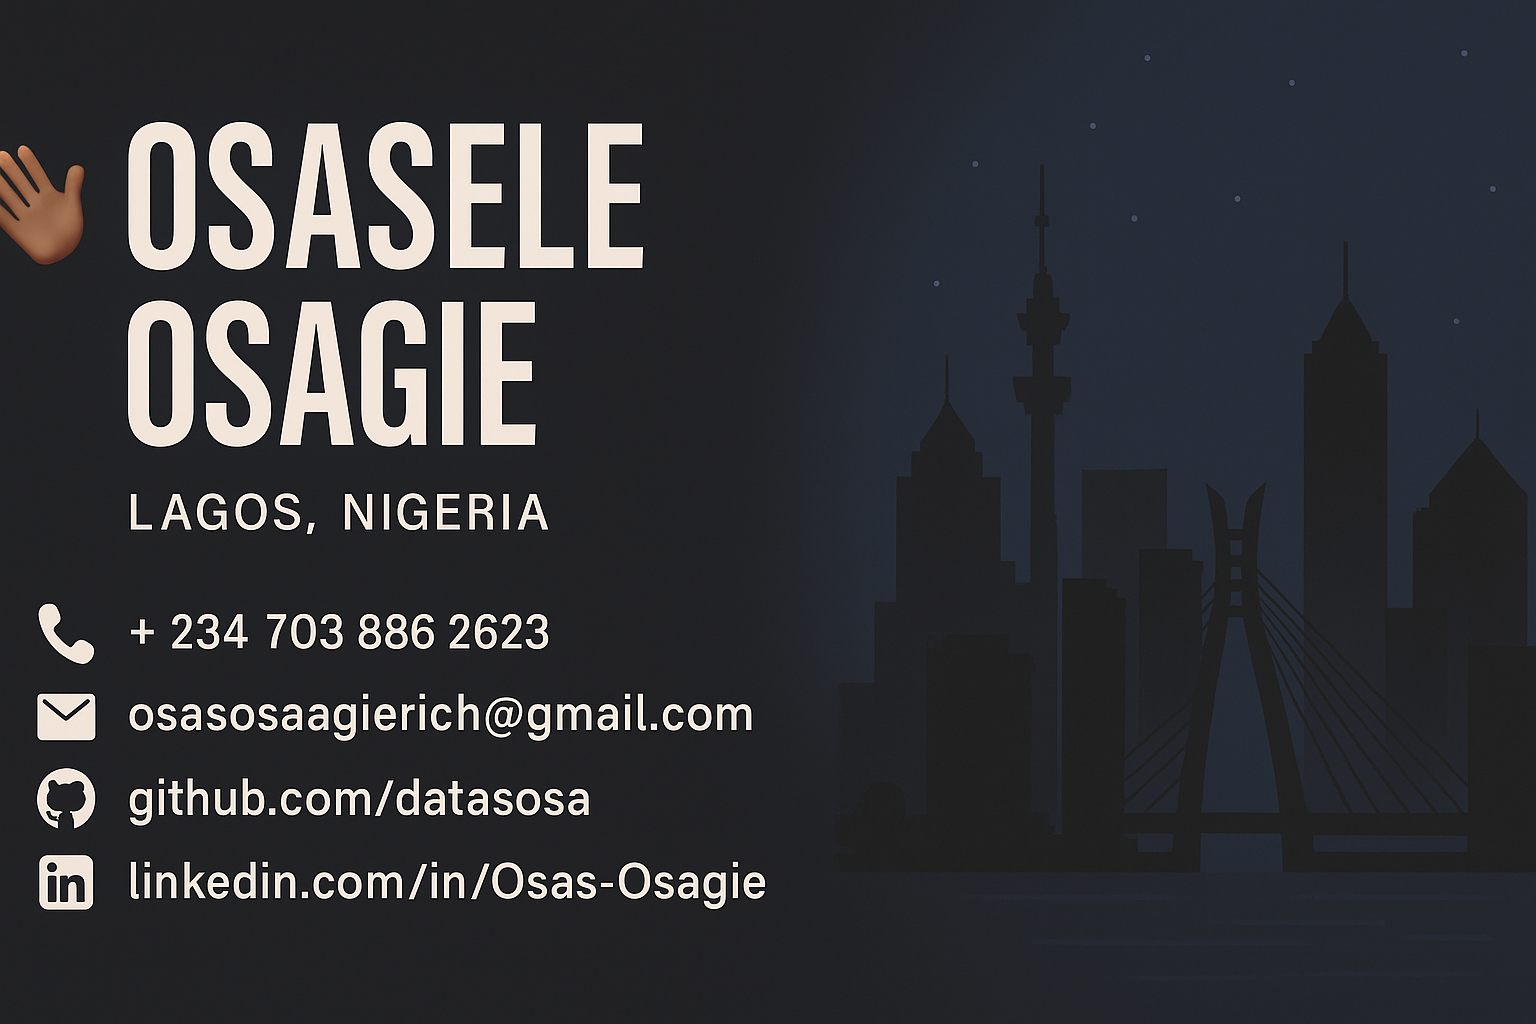 OSASELE
OSAGIE
LAGOS, NIGERIA
+ 234 703 886 2623
osasosaagierich@gmail.com
github.com/datasosa
linkedin.com/in/Osas-Osagie